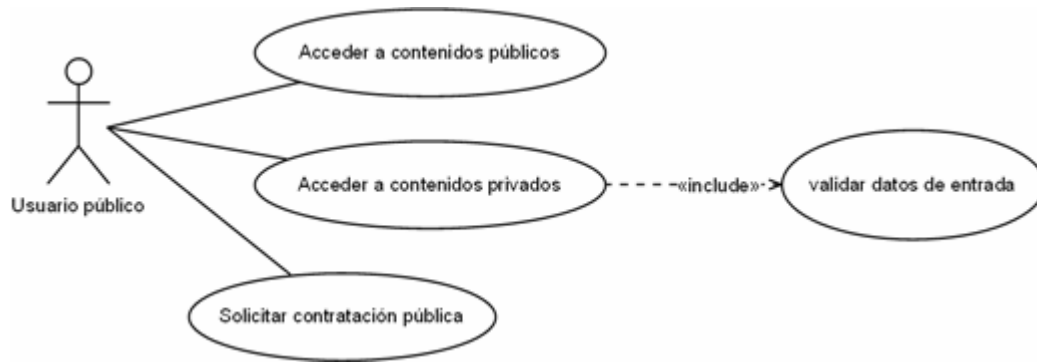 Acceder a contenidos públicos
Acceder a contenidos privados
«include»
validar datos de entrada
Usuario público
Solicitar contratación pública